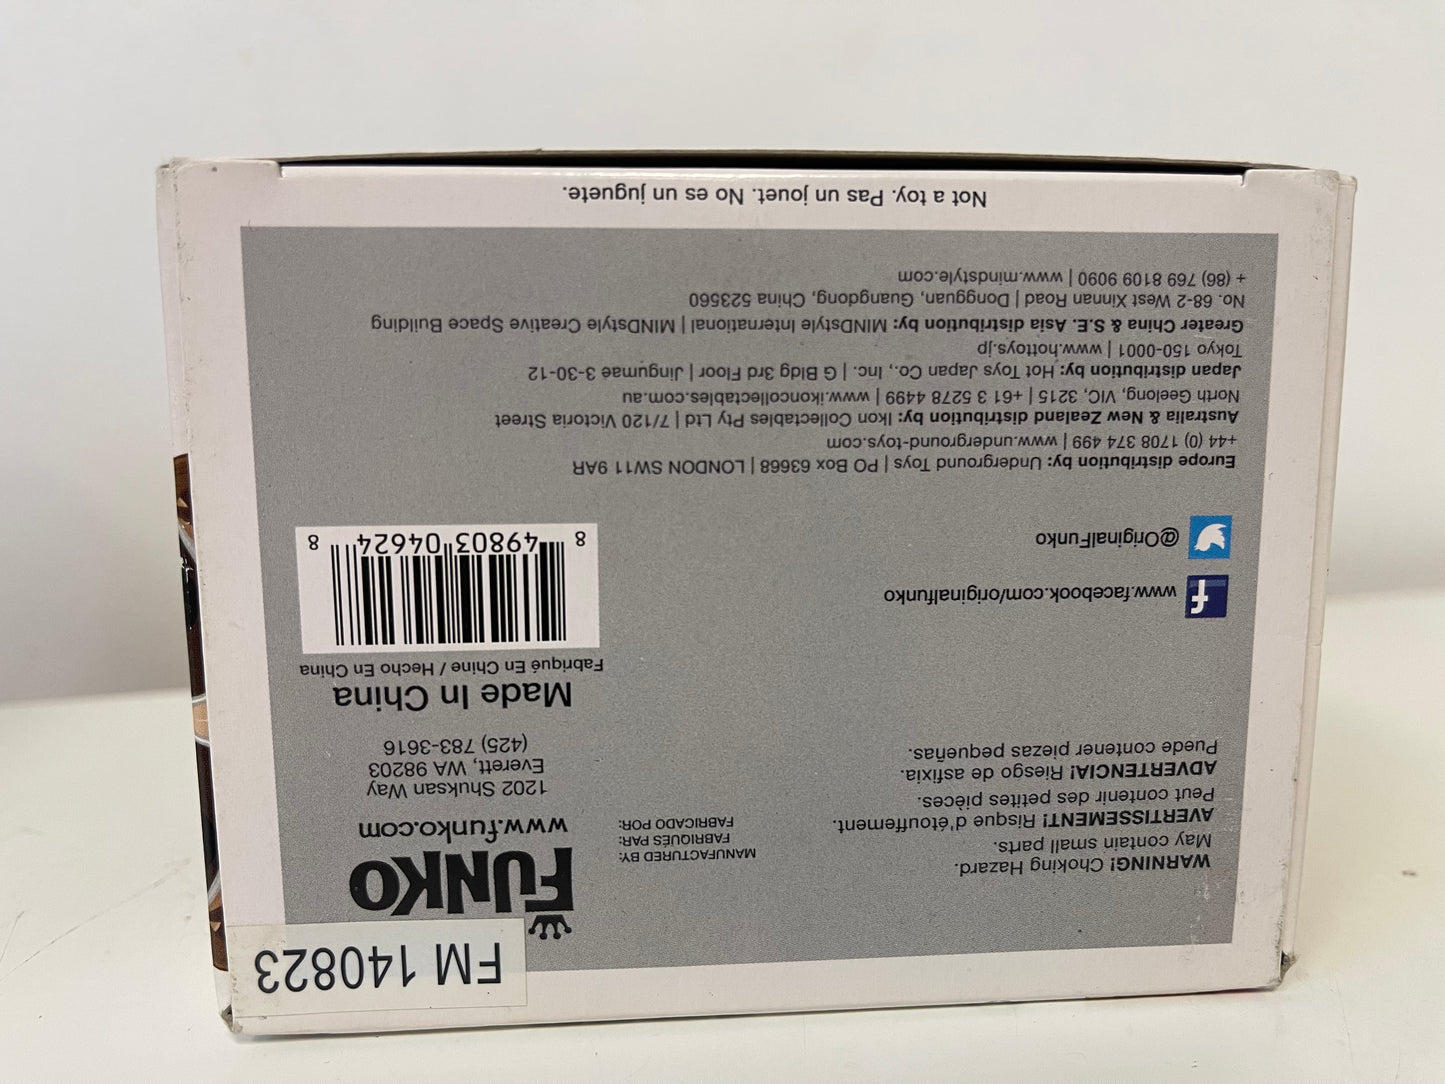 FM 140823
FUNKO
www.funko.com
1202 Shuksan Way
Everett, WA 98203
(425) 783-3616
MANUFACTURED BY:
FABRIQUÉS PAR:
FABRICADO POR:
WARNING! Choking Hazard.
May contain small parts.
AVERTISSEMENT! Risque d'étouffement.
Peut contenir des petites pièces.
ADVERTENCIA! Riesgo de asfixia.
Puede contener piezas pequeñas.
Made In China
Fabriqué En Chine / Hecho En China
8 49803 04624 8
www.facebook.com/originalfunko
@OriginalFunko
Europe distribution by: Underground Toys | PO Box 63668 | LONDON SW11 9AR
+44 (0) 1708 374 499 | www.underground-toys.com
Australia & New Zealand distribution by: Ikon Collectables Pty Ltd | 7/120 Victoria Street
North Geelong, VIC, 3215 | +61 3 5278 4499 | www.ikoncollectables.com.au
Japan distribution by: Hot Toys Japan Co., Inc. | G Bldg 3rd Floor | Jingumae 3-30-12
Tokyo 150-0001 | www.hottoys.jp
Greater China & S.E. Asia distribution by: MINDstyle International | MINDstyle Creative Space Building
No. 68-2 West Xinnan Road | Dongguan, Guangdong, China 523560
+ (86) 769 8109 9090 | www.mindstyle.com
Not a toy. Pas un jouet. No es un juguete.